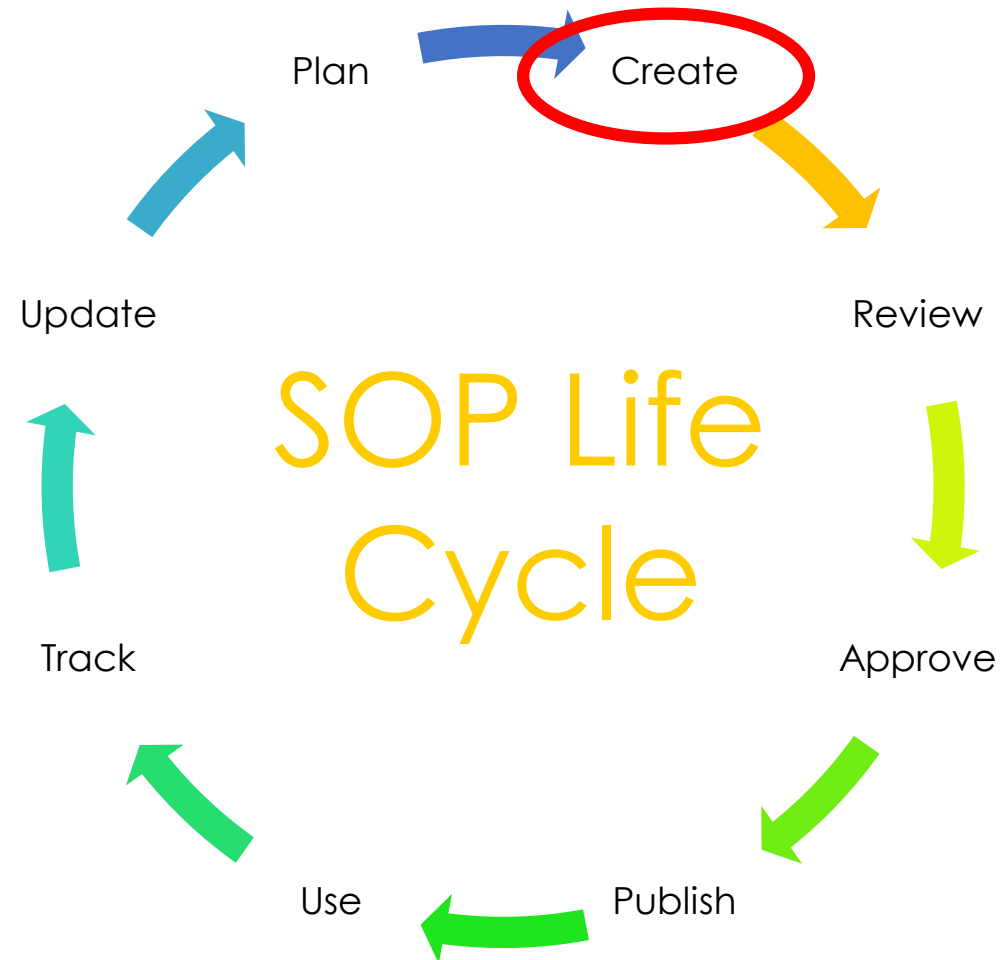 Plan
Create
Review
Approve
Publish
Use
Track
Update
SOP Life
Cycle